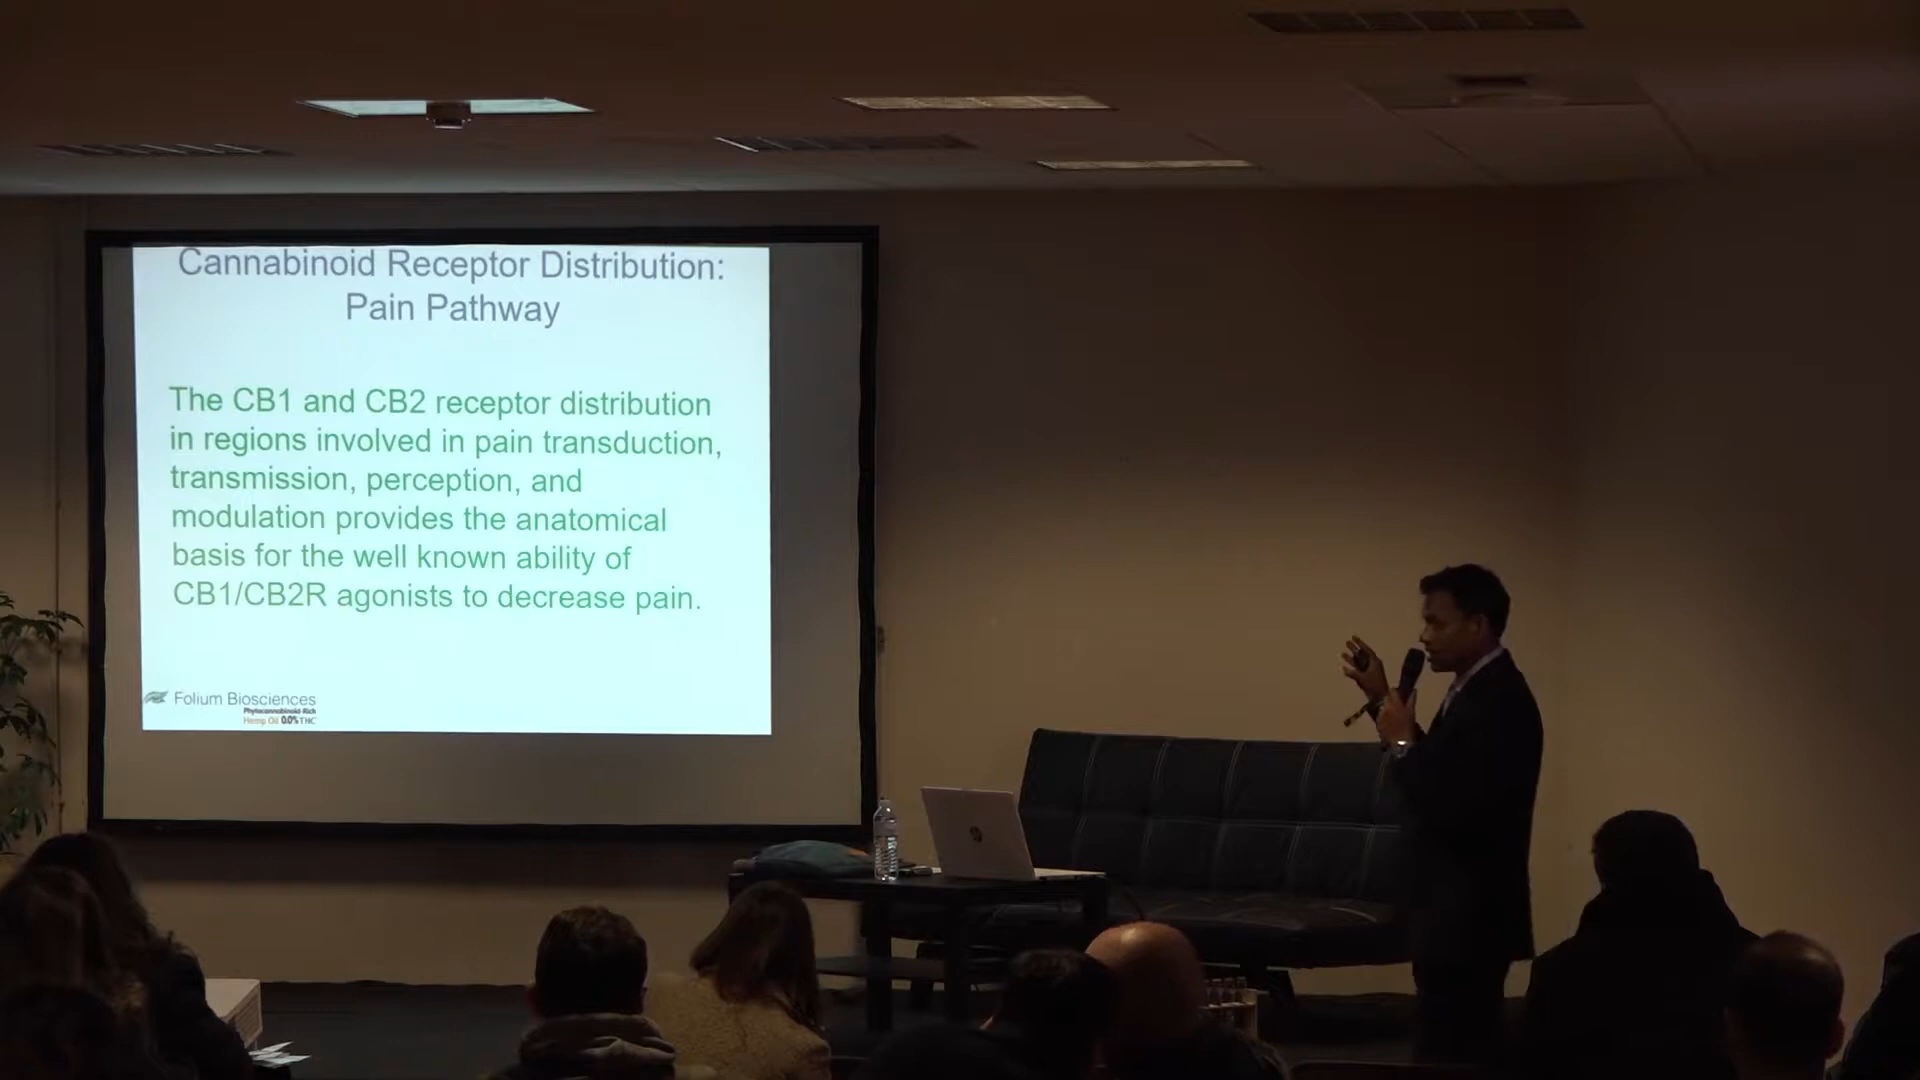 Cannabinoid Receptor Distribution:
Pain Pathway
The CB1 and CB2 receptor distribution
in regions involved in pain transduction,
transmission, perception, and
modulation provides the anatomical
basis for the well known ability of
CB1/CB2R agonists to decrease pain.
Folium Biosciences
Phytocannabinoid-Rich
Hemp Oil 0.0% THC
hp